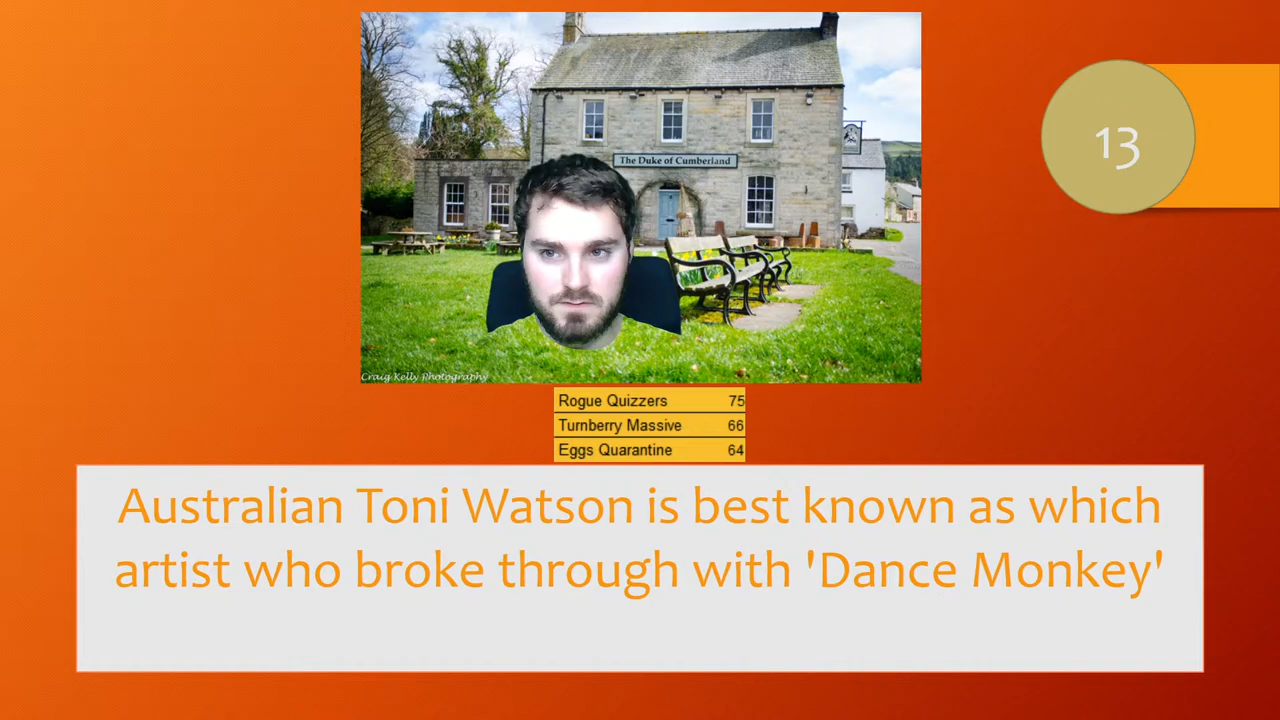 13
The Duke of Cumberland
Craig Kelly Photography
Rogue Quizzers 75
Turnberry Massive 66
Eggs Quarantine 64
Australian Toni Watson is best known as which
artist who broke through with 'Dance Monkey'